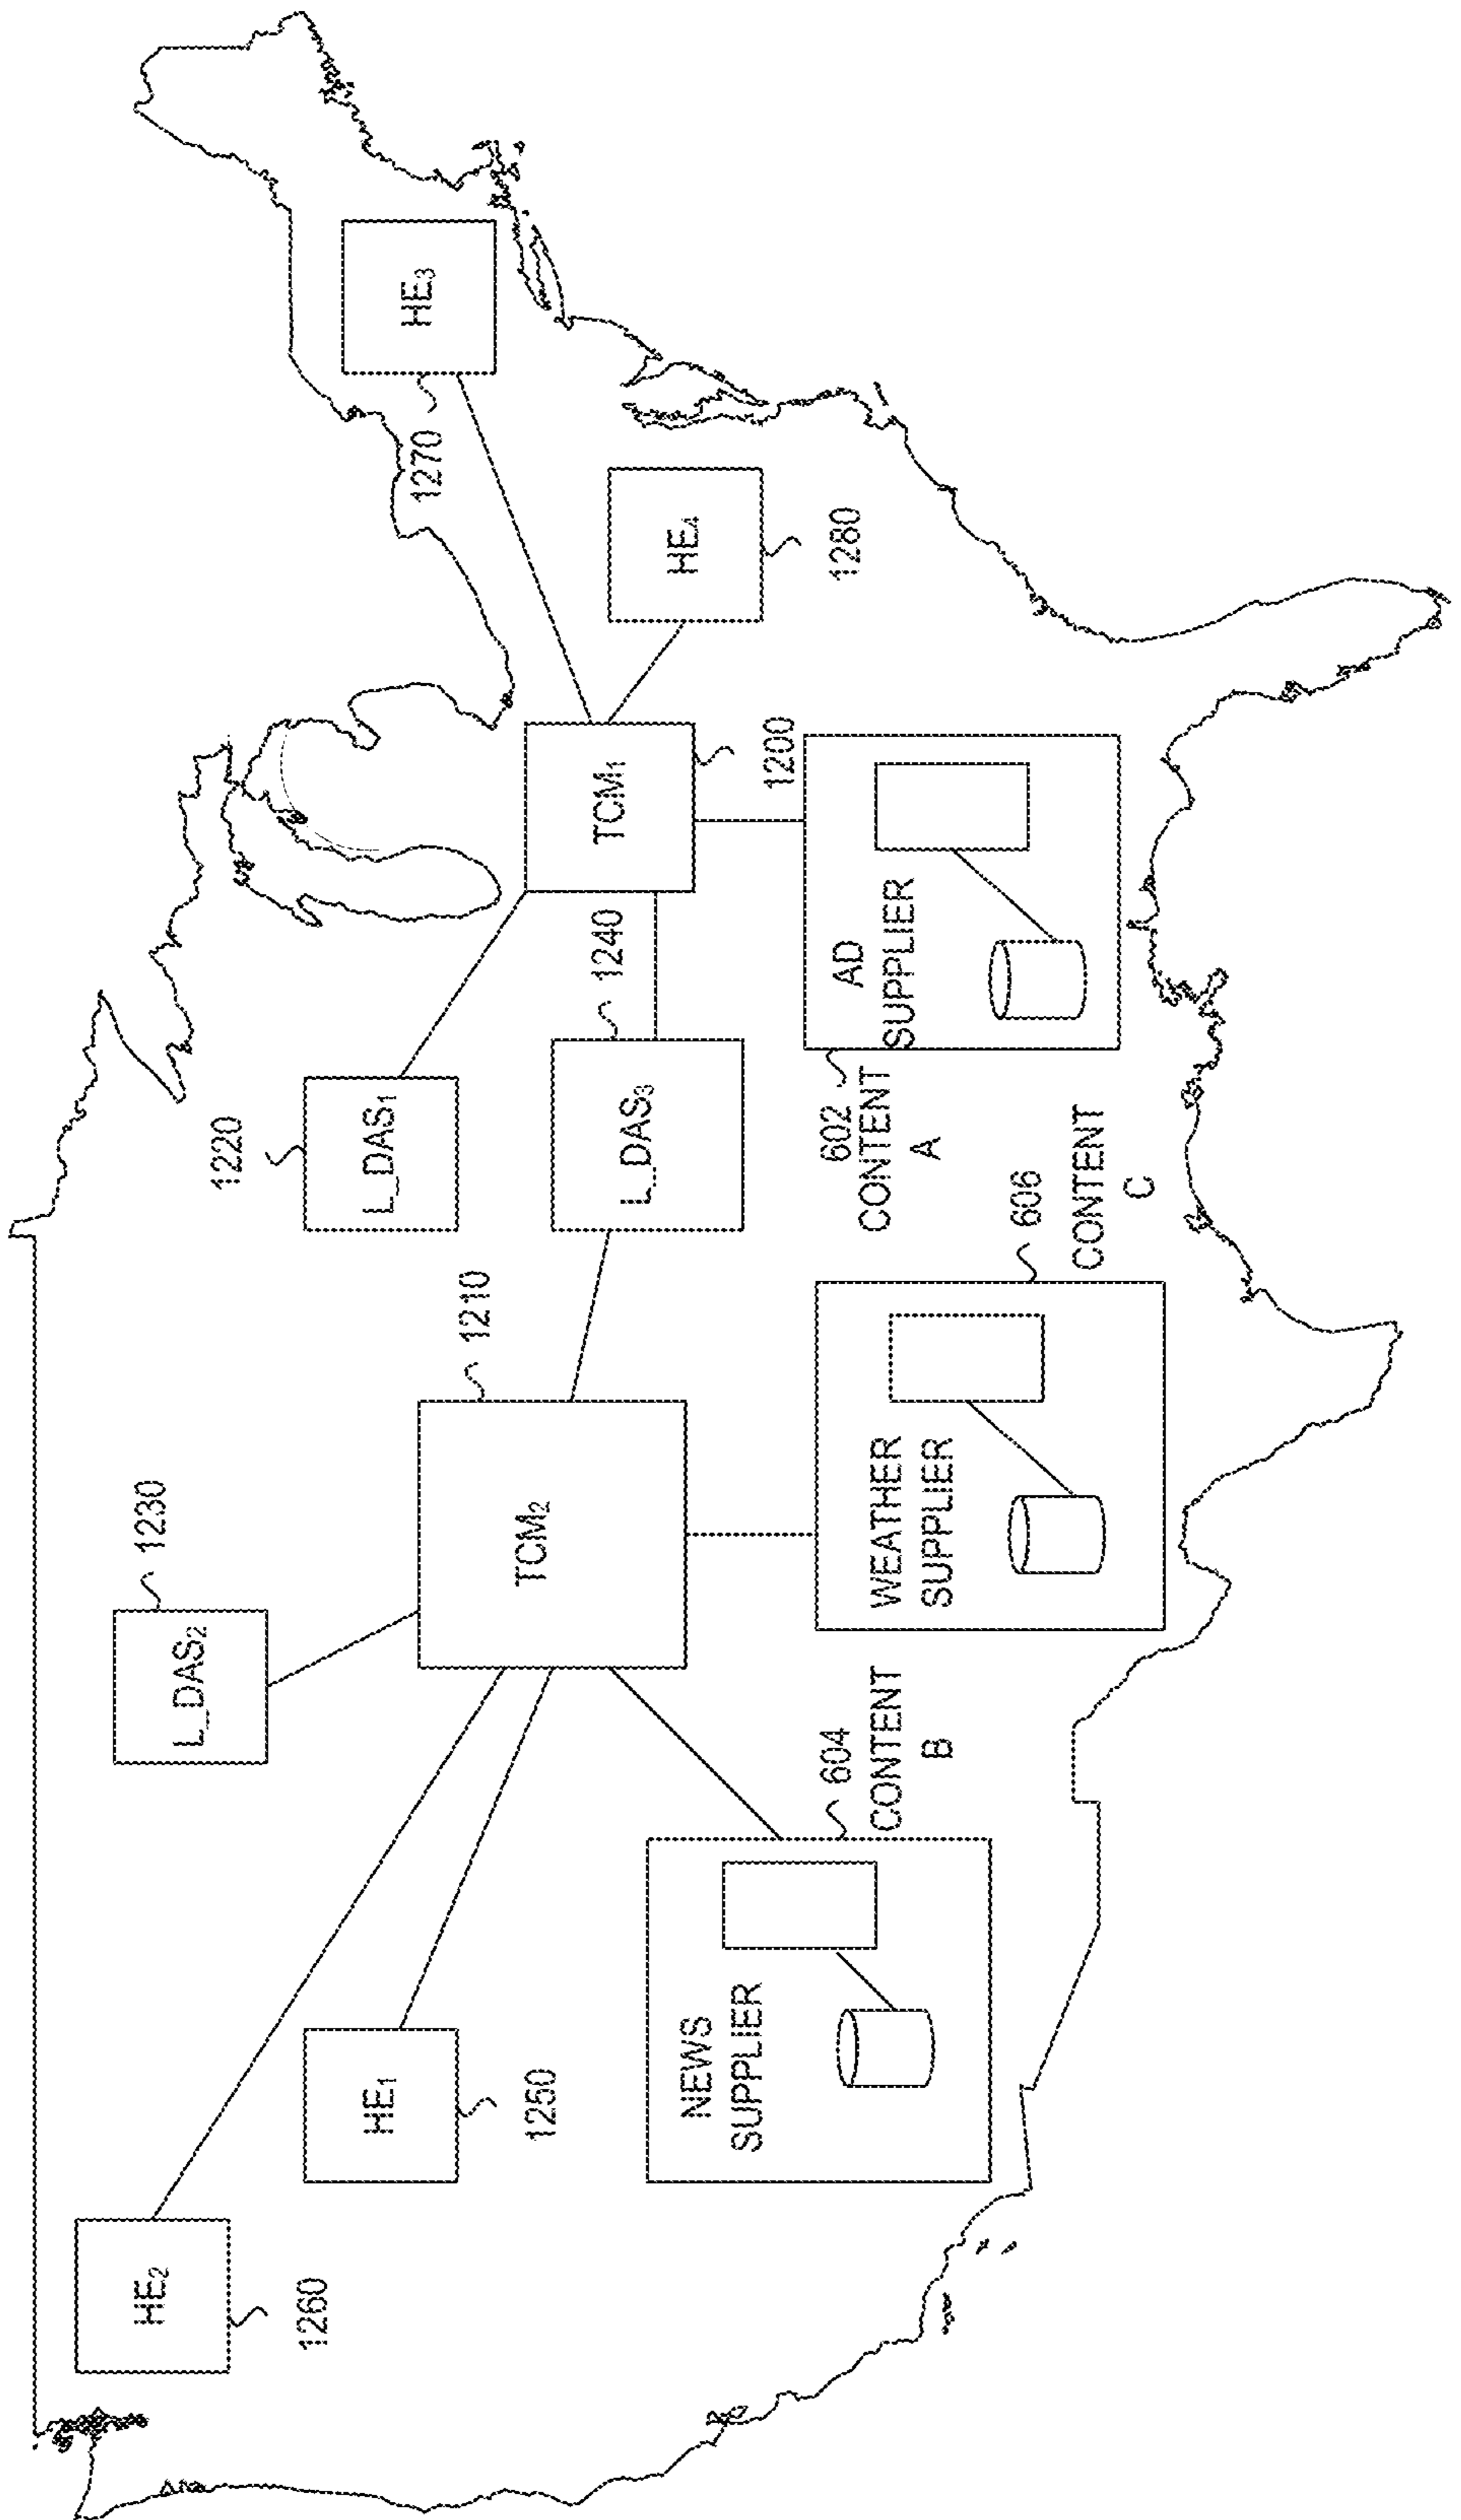 HE₂
1260
HE₁
1250
L_DAS₂
1230
TCM₂
1210
L_DAS₁
1220
L_DAS₃
1240
TCM₁
1200
HE₃
1270
HE₄
1280
NEWS
SUPPLIER
604
CONTENT
B
WEATHER
SUPPLIER
606
CONTENT
C
AD
SUPPLIER
602
CONTENT
A